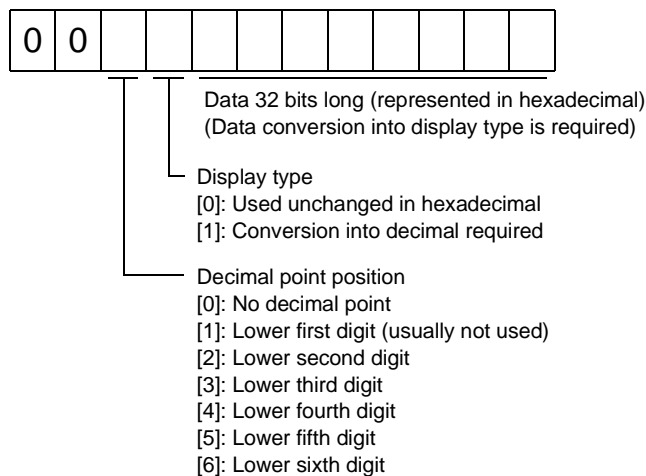 0 0
Data 32 bits long (represented in hexadecimal)
(Data conversion into display type is required)
Display type
[0]: Used unchanged in hexadecimal
[1]: Conversion into decimal required
Decimal point position
[0]: No decimal point
[1]: Lower first digit (usually not used)
[2]: Lower second digit
[3]: Lower third digit
[4]: Lower fourth digit
[5]: Lower fifth digit
[6]: Lower sixth digit